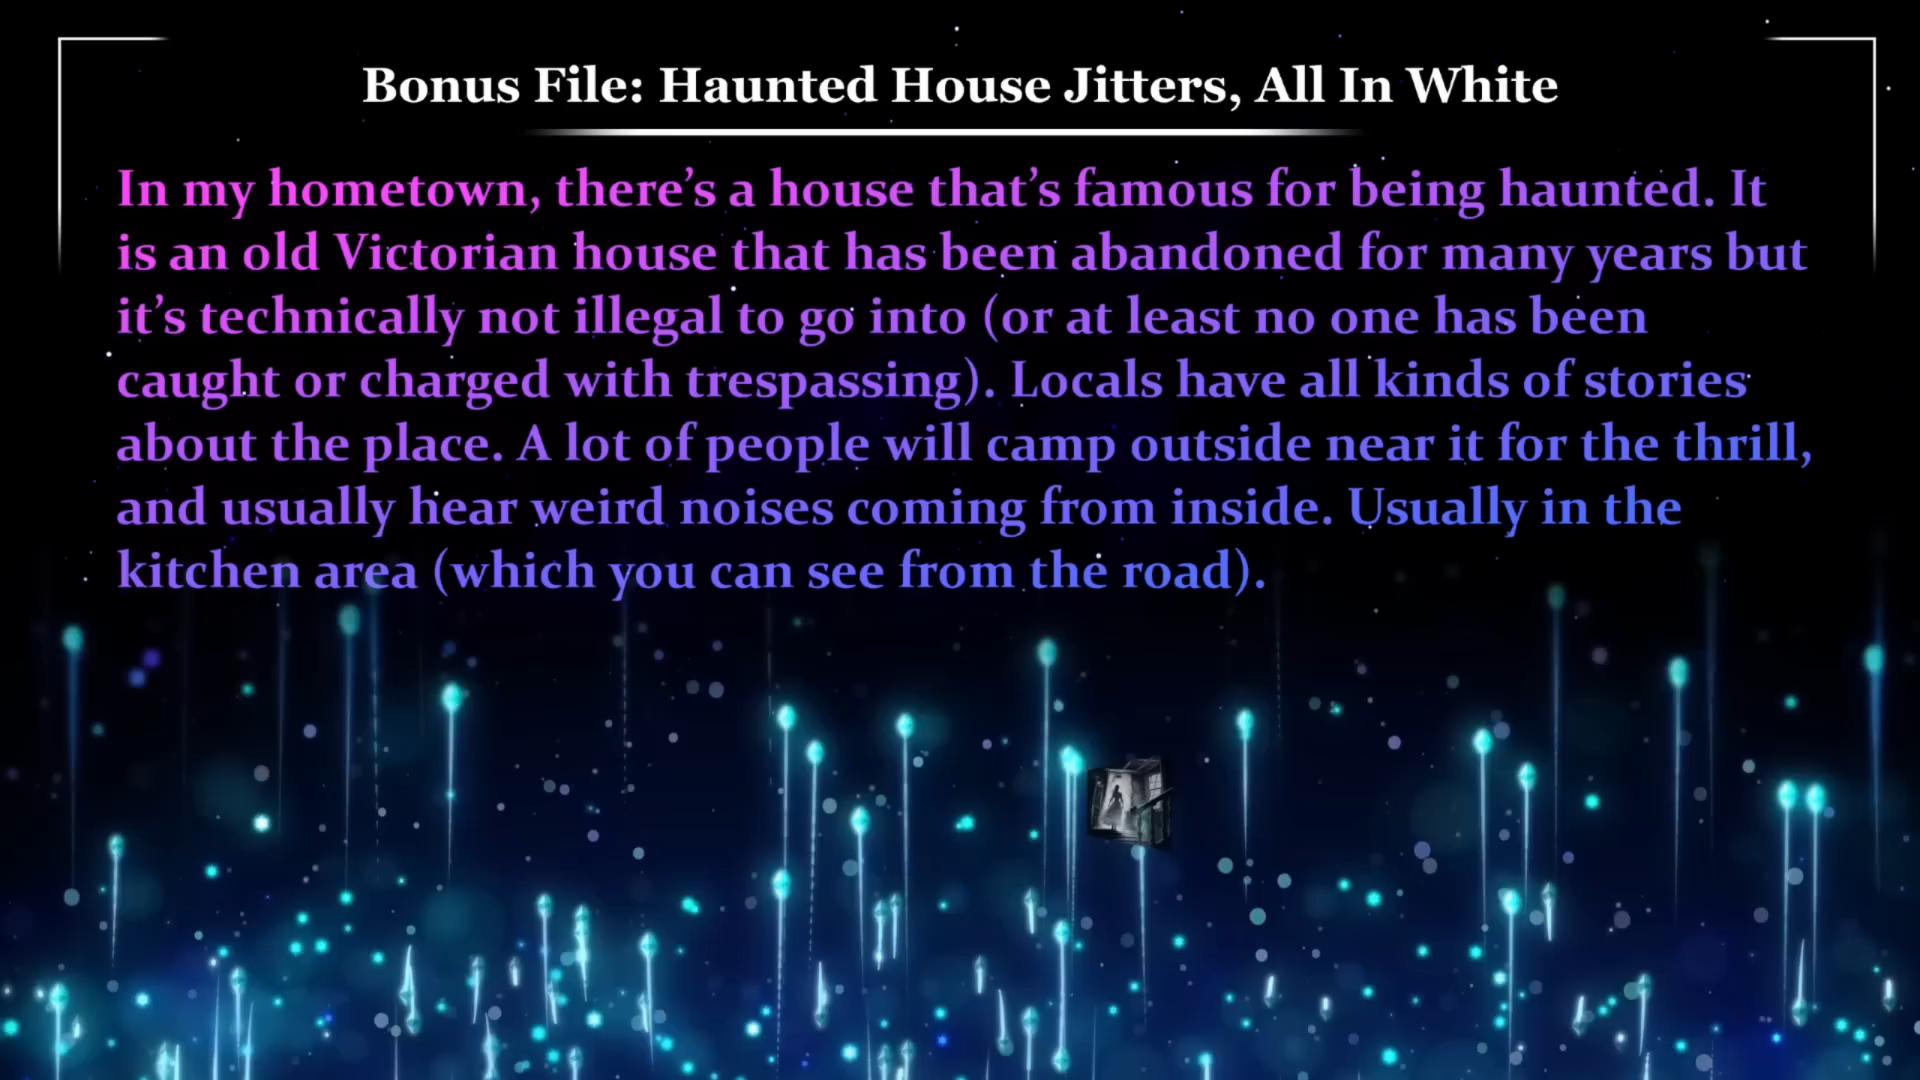 Bonus File: Haunted House Jitters, All In White
In my hometown, there’s a house that’s famous for being haunted. It
is an old Victorian house that has been abandoned for many years but
it’s technically not illegal to go into (or at least no one has been
caught or charged with trespassing). Locals have all kinds of stories
about the place. A lot of people will camp outside near it for the thrill,
and usually hear weird noises coming from inside. Usually in the
kitchen area (which you can see from the road).